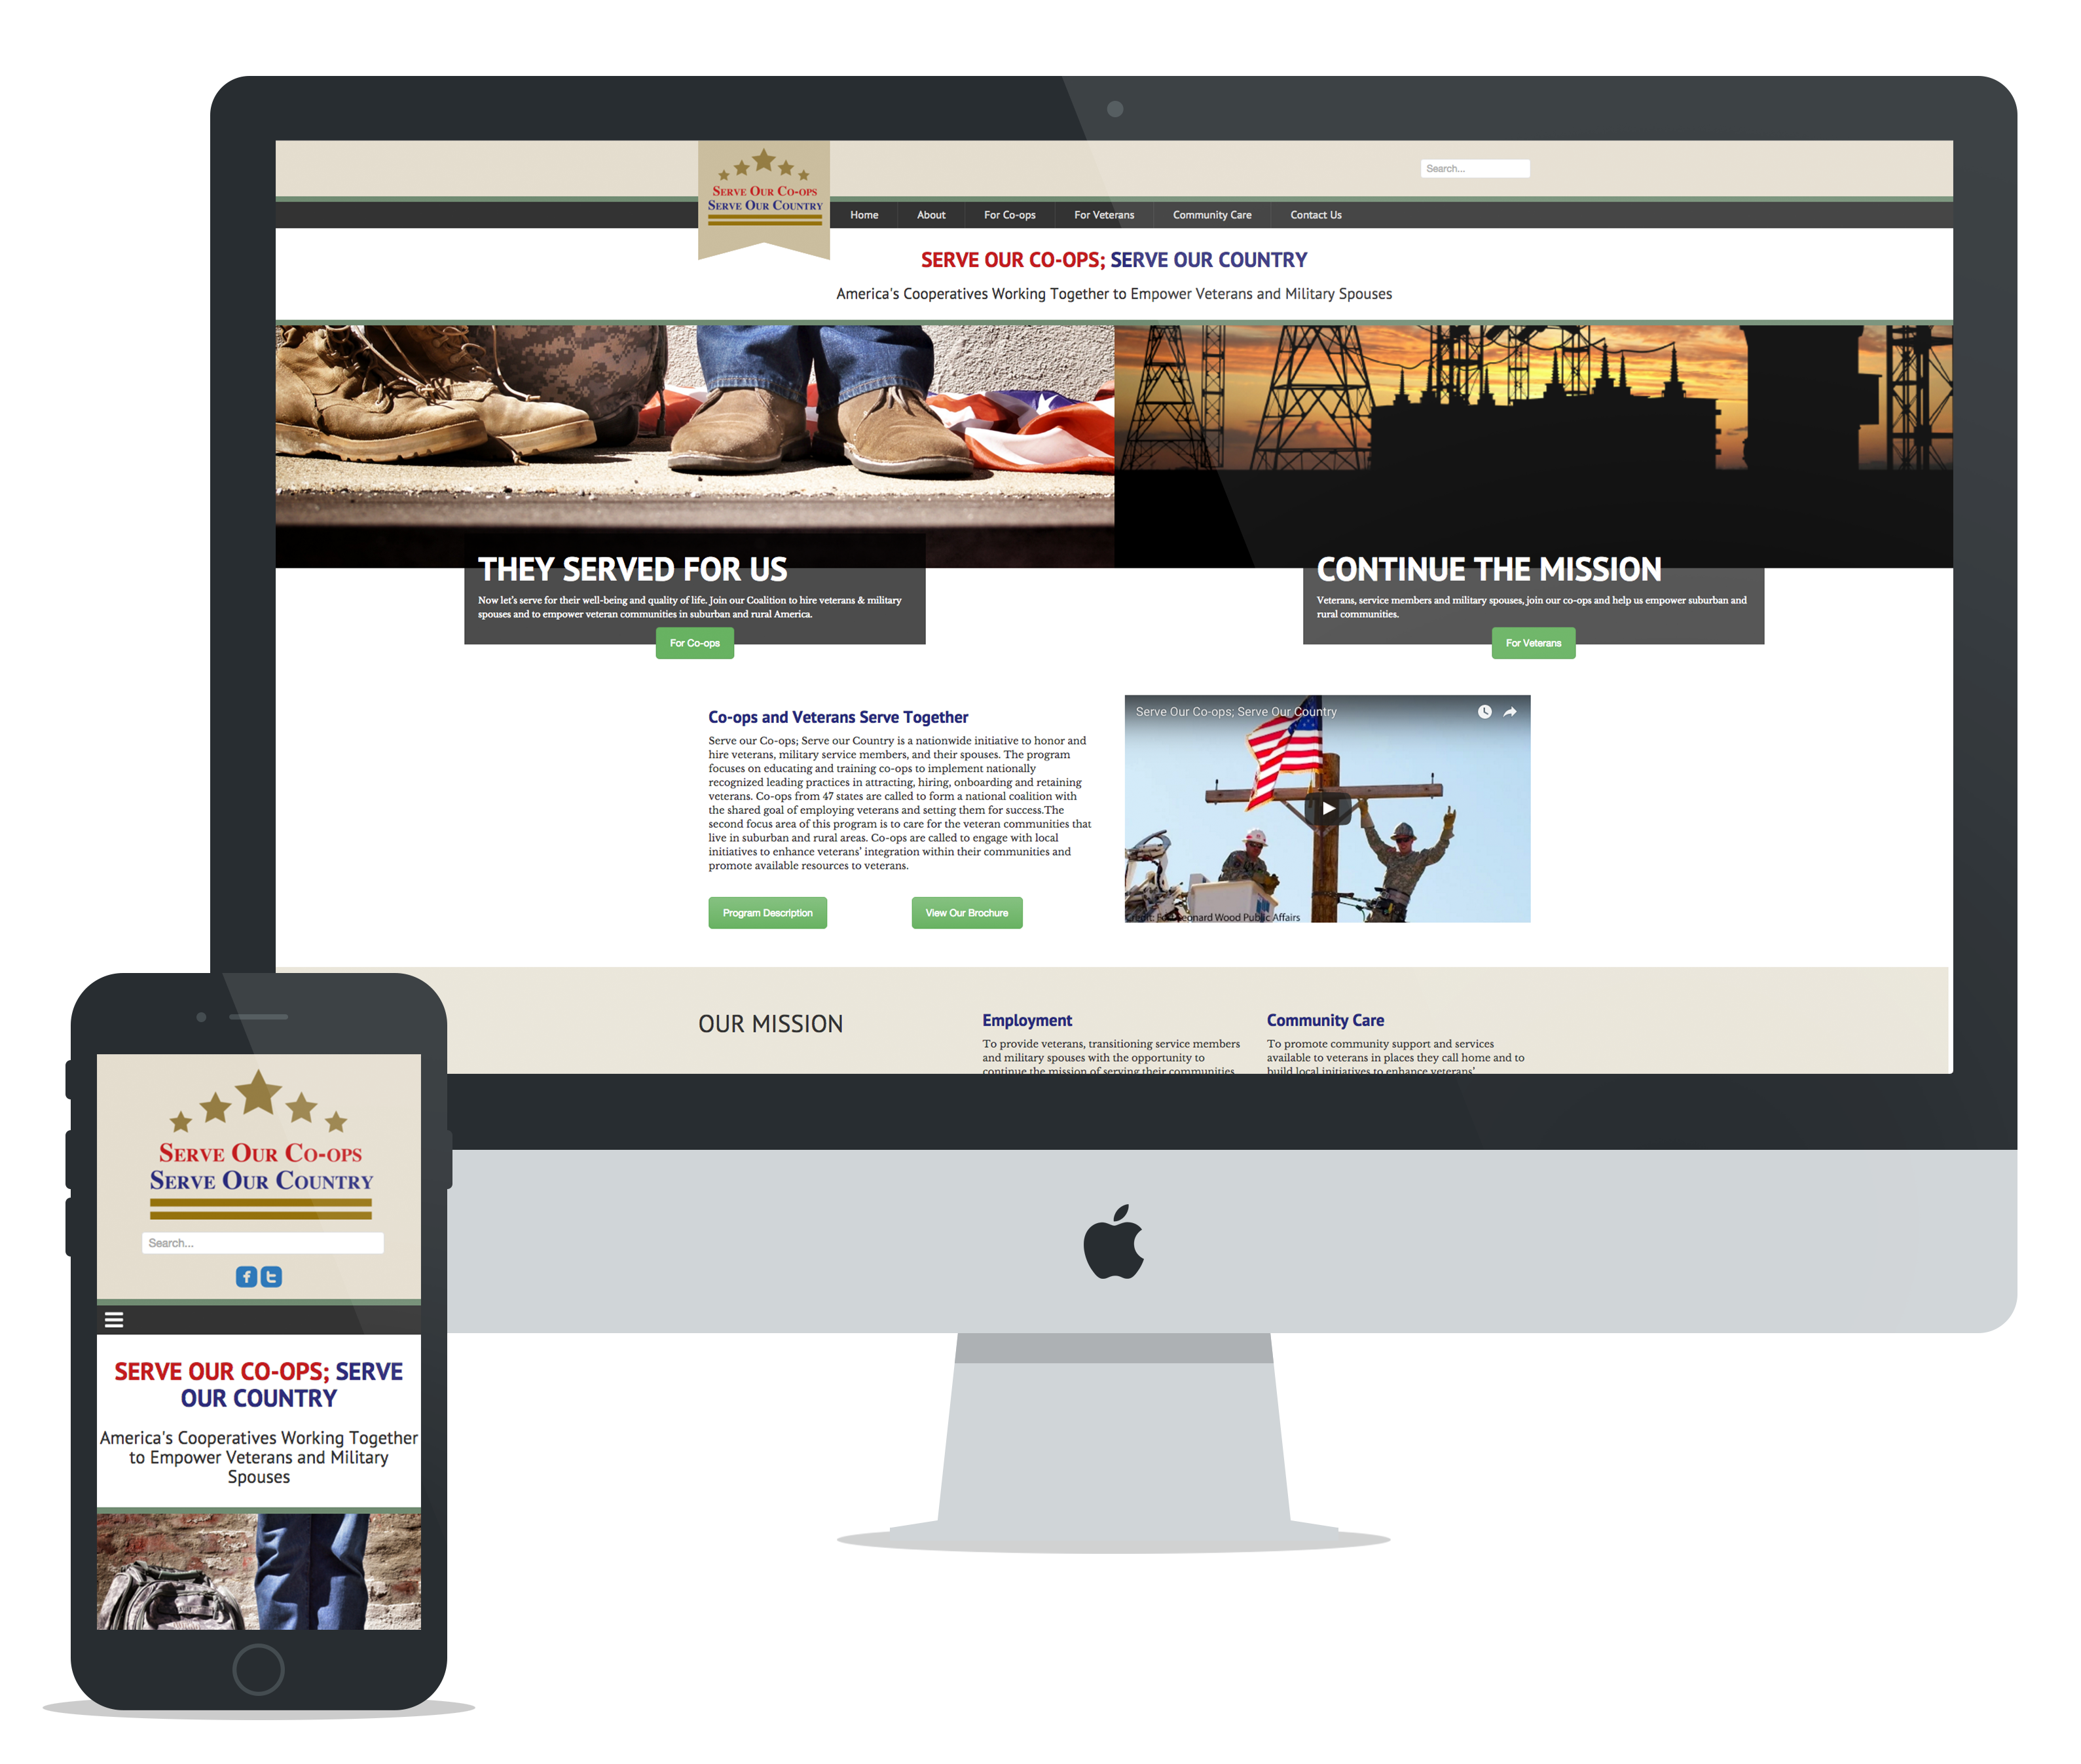 SERVE OUR CO-OPS
SERVE OUR COUNTRY
Search...
Home
About
For Co-ops
For Veterans
Community Care
Contact Us
SERVE OUR CO-OPS; SERVE OUR COUNTRY
America's Cooperatives Working Together to Empower Veterans and Military Spouses
THEY SERVED FOR US
Now let's serve for their well-being and quality of life. Join our Coalition to hire veterans & military
spouses and to empower veteran communities in suburban and rural America.
For Co-ops
CONTINUE THE MISSION
Veterans, service members and military spouses, join our co-ops and help us empower suburban and
rural communities.
For Veterans
Co-ops and Veterans Serve Together
Serve our Co-ops; Serve our Country is a nationwide initiative to honor and
hire veterans, military service members, and their spouses. The program
focuses on educating and training co-ops to implement nationally
recognized leading practices in attracting, hiring, onboarding and retaining
veterans. Co-ops from 47 states are called to form a national coalition with
the shared goal of employing veterans and setting them for success.The
second focus area of this program is to care for the veteran communities that
live in suburban and rural areas. Co-ops are called to engage with local
initiatives to enhance veterans' integration within their communities and
promote available resources to veterans.
Program Description
View Our Brochure
Serve Our Co-ops; Serve Our Country
Credit: Fort Leonard Wood Public Affairs
OUR MISSION
Employment
To provide veterans, transitioning service members
and military spouses with the opportunity to
continue the mission of serving their communities
Community Care
To promote community support and services
available to veterans in places they call home and to
build local initiatives to enhance veterans'
SERVE OUR CO-OPS
SERVE OUR COUNTRY
Search...
SERVE OUR CO-OPS; SERVE
OUR COUNTRY
America's Cooperatives Working Together
to Empower Veterans and Military
Spouses